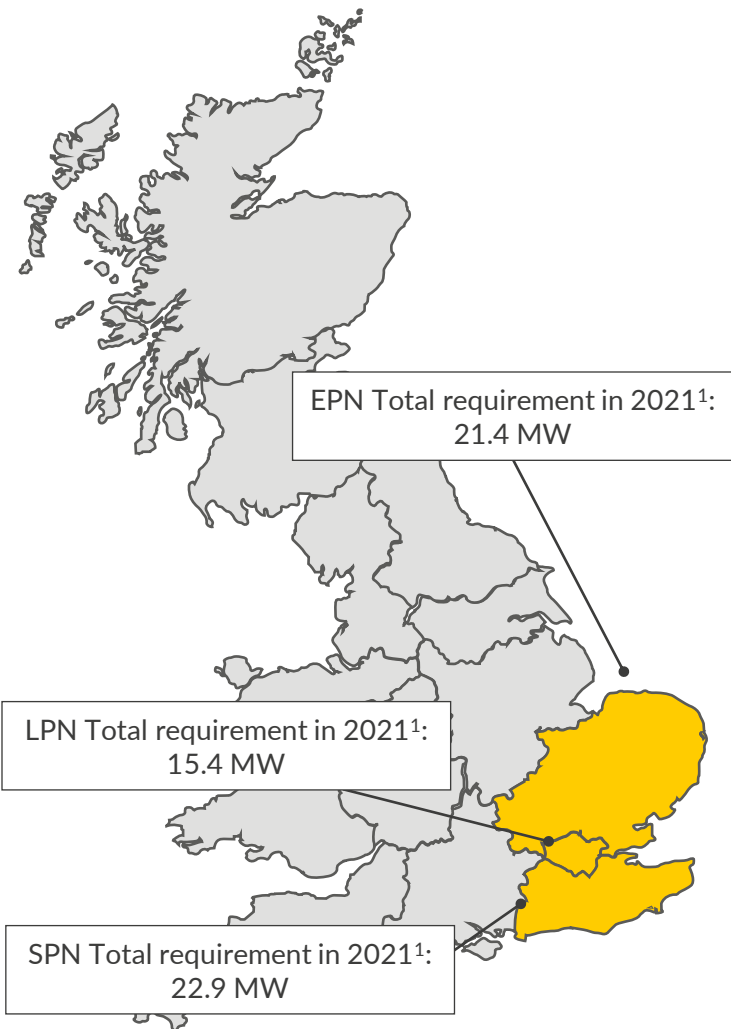 EPN Total requirement in 2021¹:
21.4 MW
LPN Total requirement in 2021¹:
15.4 MW
SPN Total requirement in 2021¹:
22.9 MW